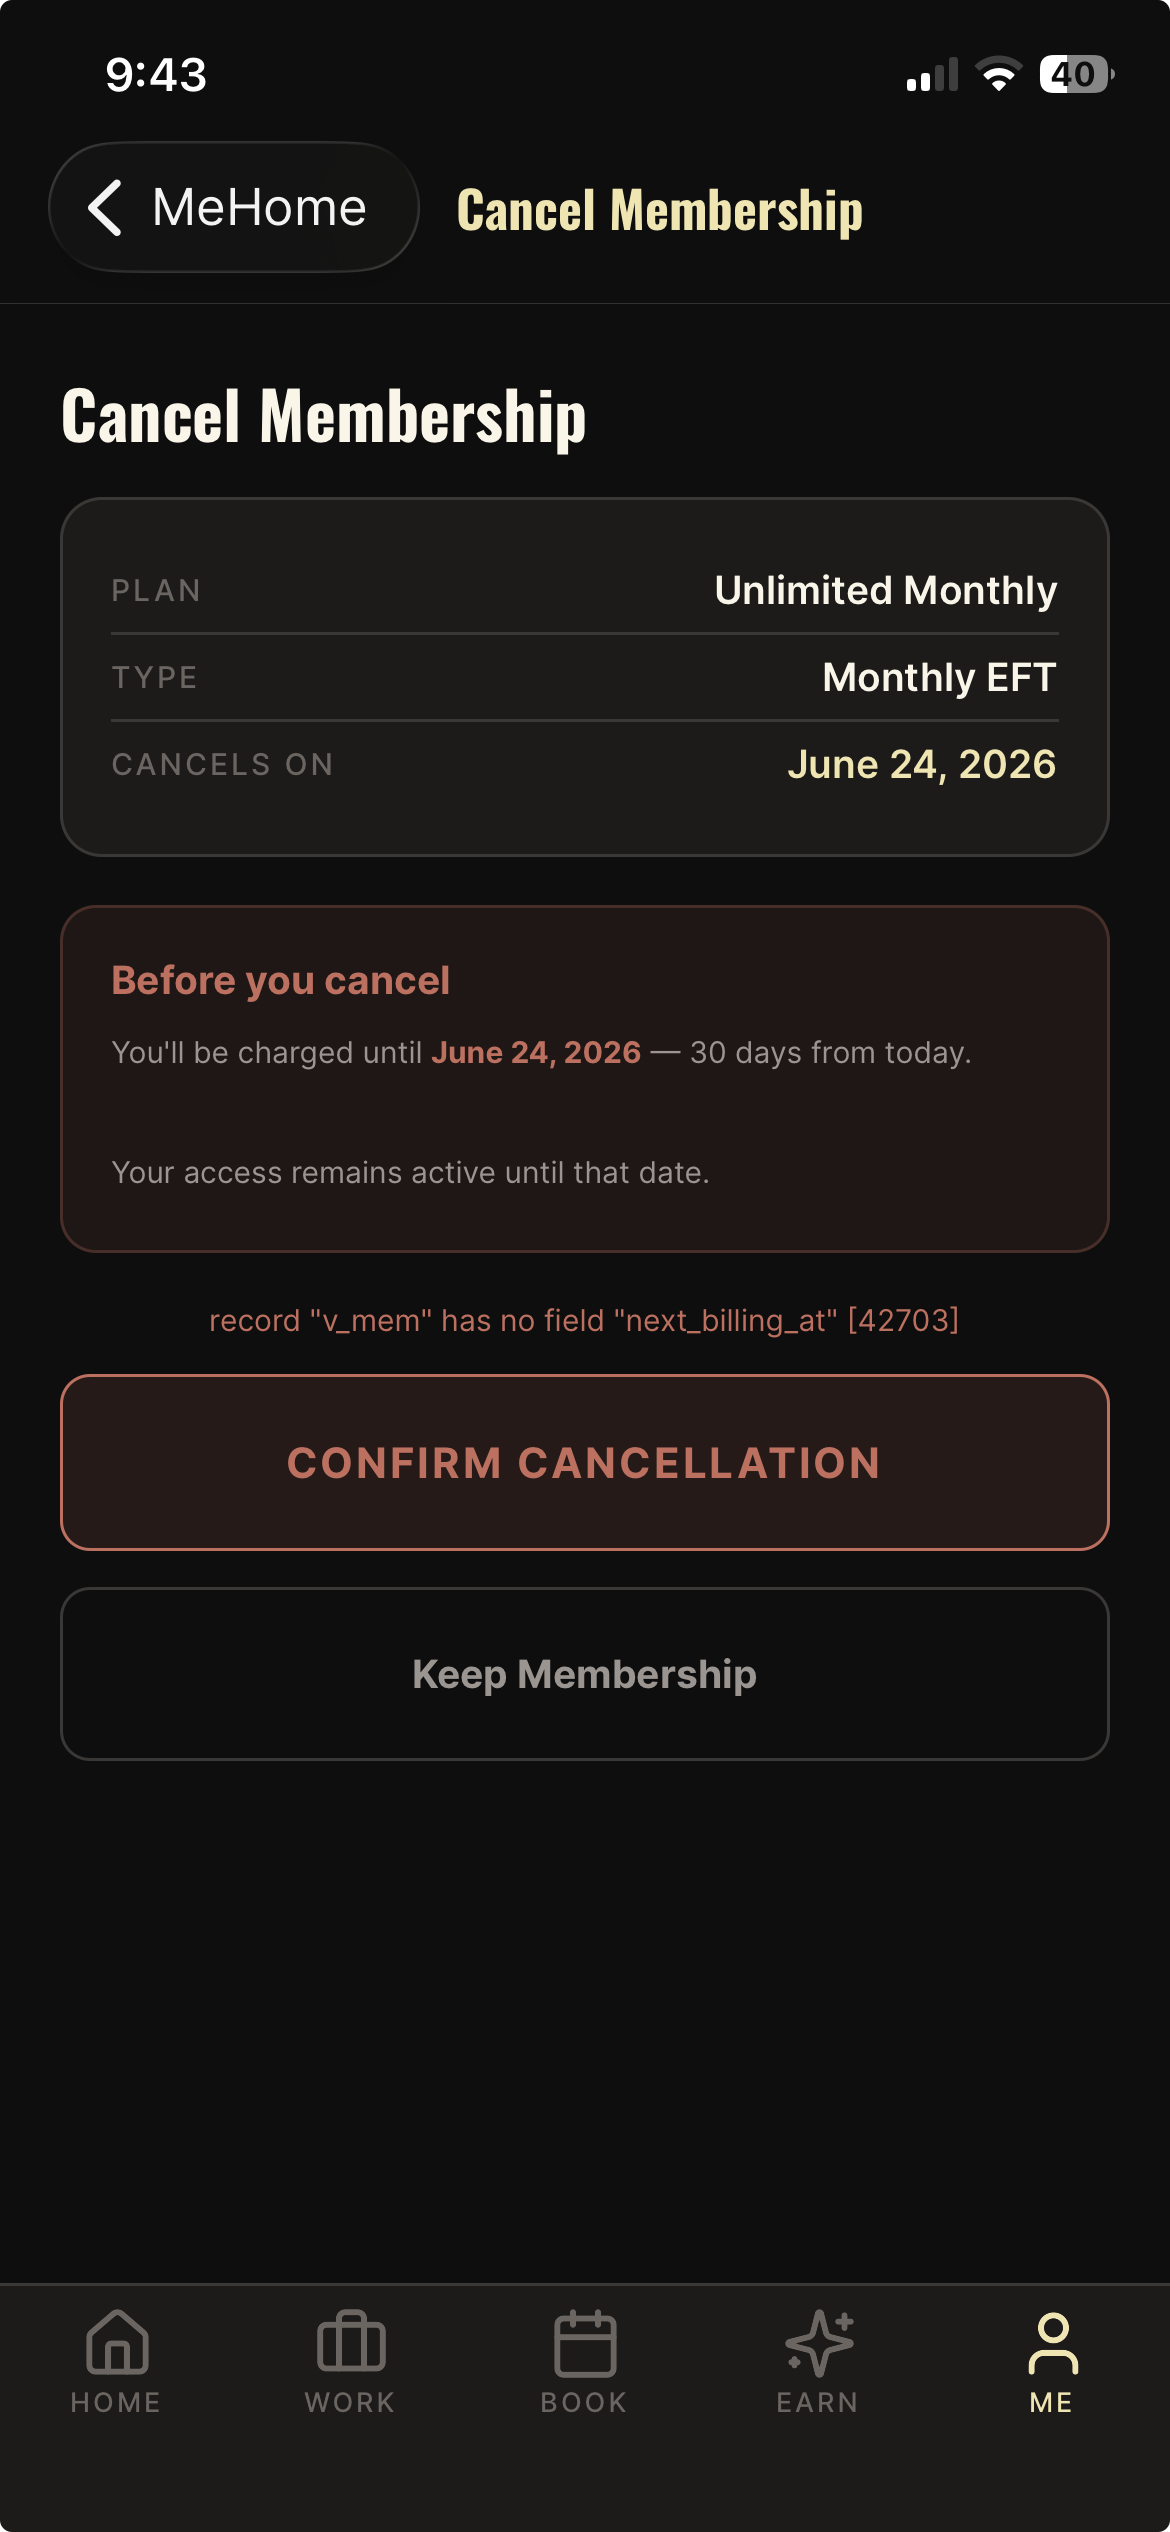 9:43
40
MeHome
Cancel Membership
Cancel Membership
PLAN
Unlimited Monthly
TYPE
Monthly EFT
CANCELS ON
June 24, 2026
Before you cancel
You'll be charged until June 24, 2026 — 30 days from today.
Your access remains active until that date.
record "v_mem" has no field "next_billing_at" [42703]
CONFIRM CANCELLATION
Keep Membership
HOME
WORK
BOOK
EARN
ME